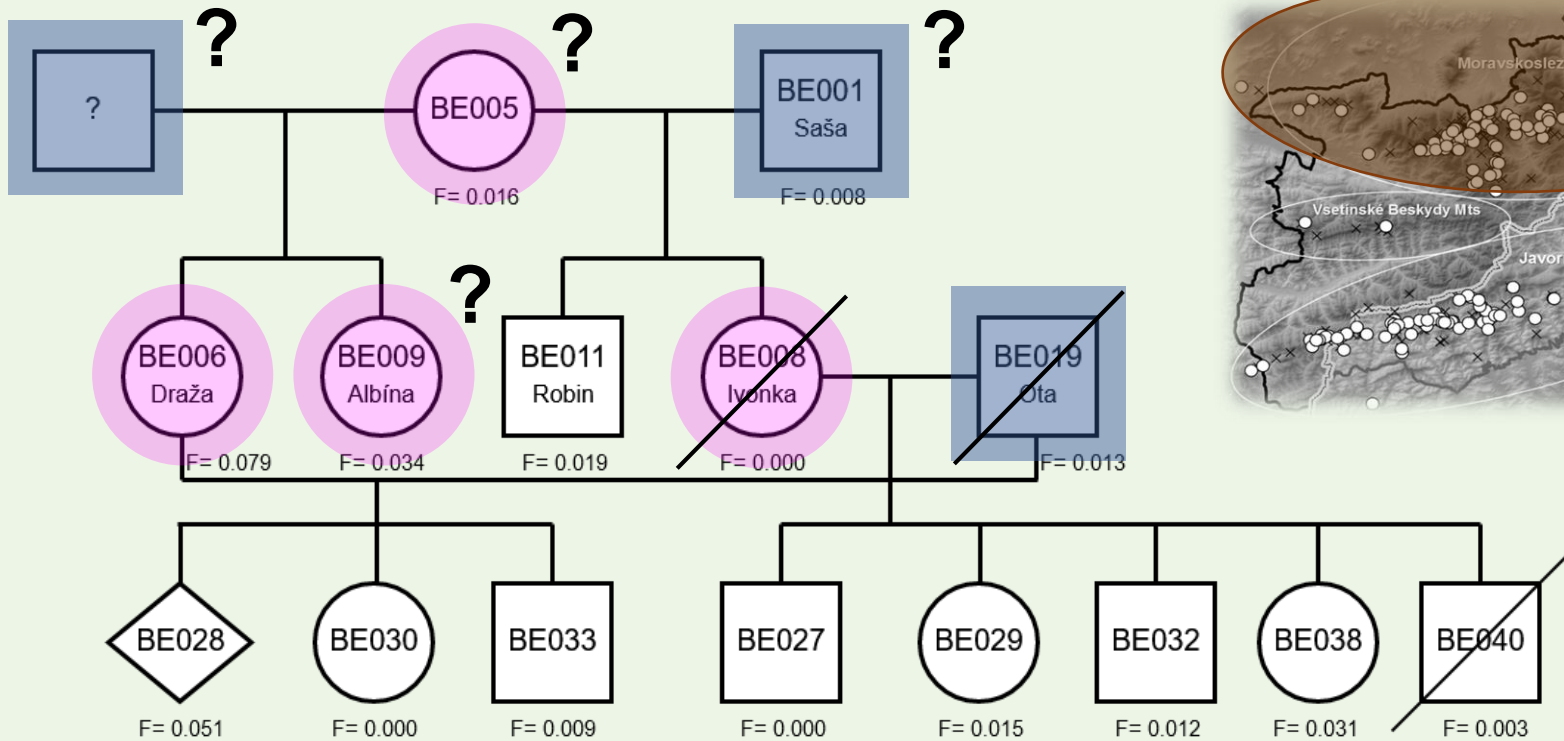 ?
?
?
?
BE005
BE001
Saša
F= 0.016
F= 0.008
Vsetínské Beskydy Mts
?
BE006
Draža
BE009
Albína
BE011
Robin
BE008
Ivonka
BE019
Ota
F= 0.079
F= 0.034
F= 0.019
F= 0.000
F= 0.013
BE028
BE030
BE033
BE027
BE029
BE032
BE038
BE040
F= 0.051
F= 0.000
F= 0.009
F= 0.000
F= 0.015
F= 0.012
F= 0.031
F= 0.003
Moravskoslez
Javor